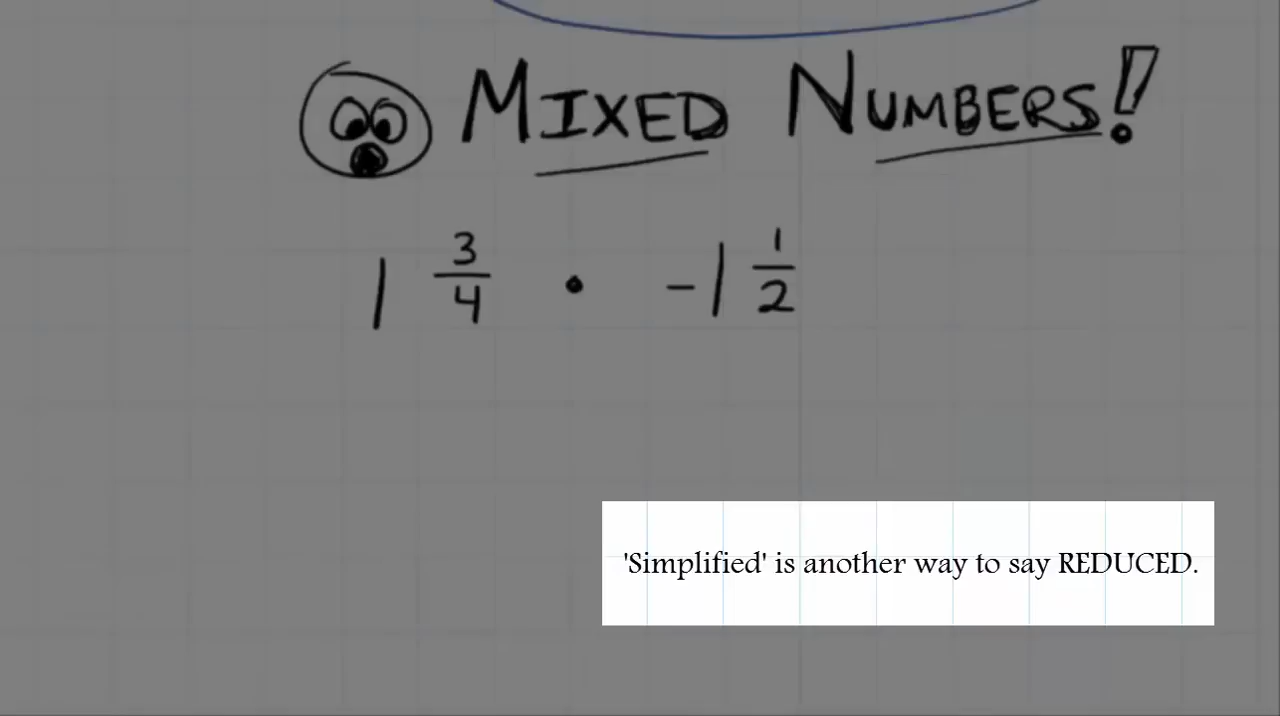 MIXED NUMBERS!
1 3/4 · -1 1/2
'Simplified' is another way to say REDUCED.